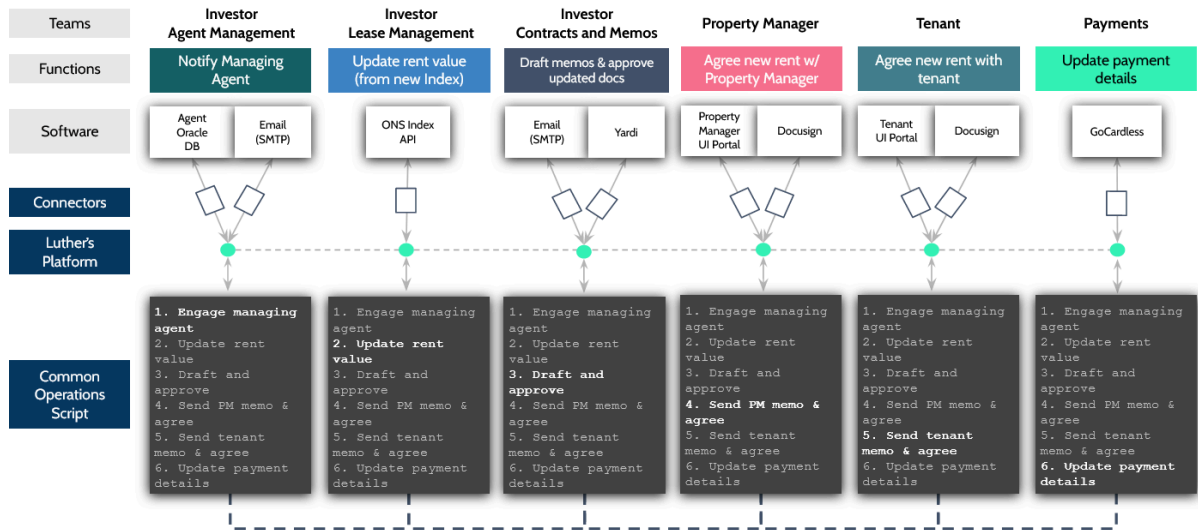 Teams
Investor
Agent Management
Investor
Lease Management
Investor
Contracts and Memos
Property Manager
Tenant
Payments
Functions
Notify Managing
Agent
Update rent value
(from new Index)
Draft memos & approve
updated docs
Agree new rent w/
Property Manager
Agree new rent with
tenant
Update payment
details
Software
Agent
Oracle
DB
Email
(SMTP)
ONS Index
API
Email
(SMTP)
Yardi
Property
Manager
UI Portal
Docusign
Tenant
UI Portal
Docusign
GoCardless
Connectors
Luther's
Platform
Common
Operations
Script
1. Engage managing
agent
2. Update rent
value
3. Draft and
approve
4. Send PM memo &
agree
5. Send tenant
memo & agree
6. Update payment
details
1. Engage managing
agent
2. Update rent
value
3. Draft and
approve
4. Send PM memo &
agree
5. Send tenant
memo & agree
6. Update payment
details
1. Engage managing
agent
2. Update rent
value
3. Draft and
approve
4. Send PM memo &
agree
5. Send tenant
memo & agree
6. Update payment
details
1. Engage managing
agent
2. Update rent
value
3. Draft and
approve
4. Send PM memo &
agree
5. Send tenant
memo & agree
6. Update payment
details
1. Engage managing
agent
2. Update rent
value
3. Draft and
approve
4. Send PM memo &
agree
5. Send tenant
memo & agree
6. Update payment
details
1. Engage managing
agent
2. Update rent
value
3. Draft and
approve
4. Send PM memo &
agree
5. Send tenant
memo & agree
6. Update payment
details